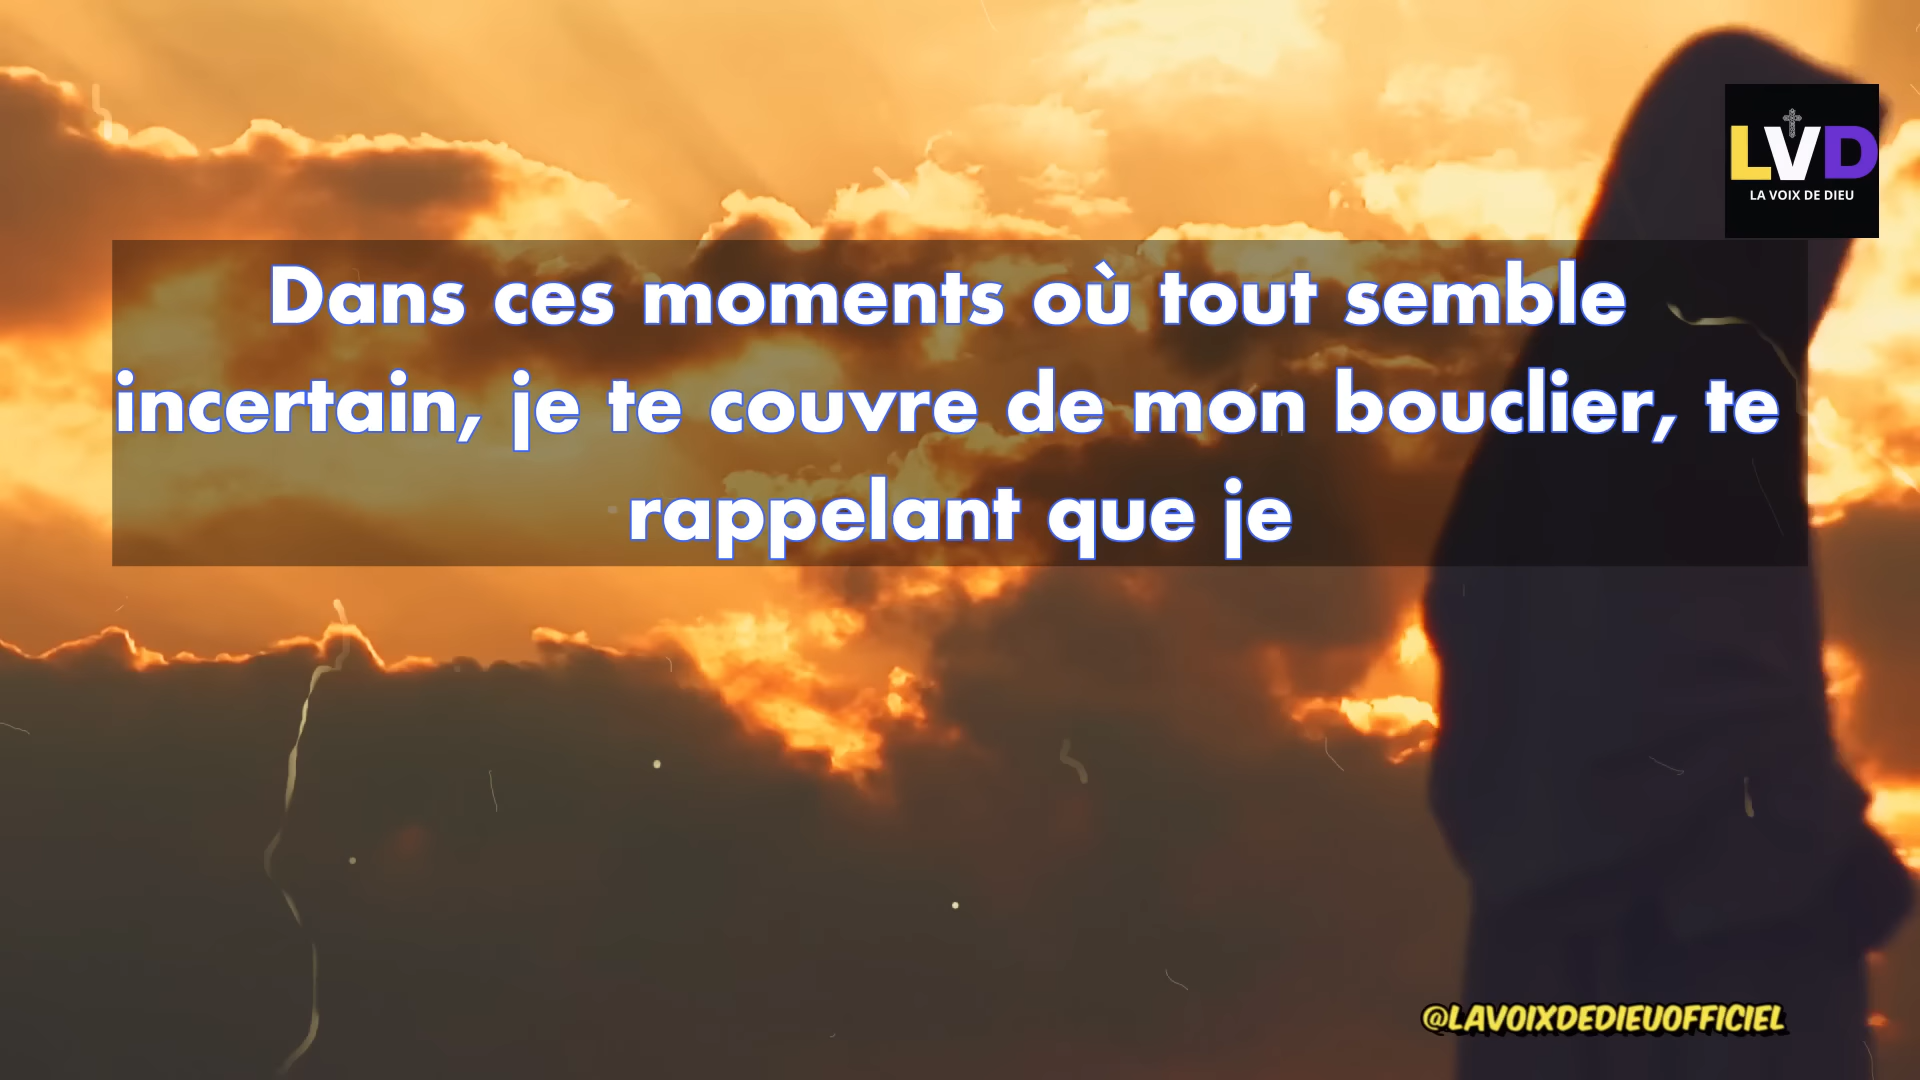 LVD
LA VOIX DE DIEU
Dans ces moments où tout semble
incertain, je te couvre de mon bouclier, te
rappelant que je
@LAVOIXDEDIEUOFFICIEL